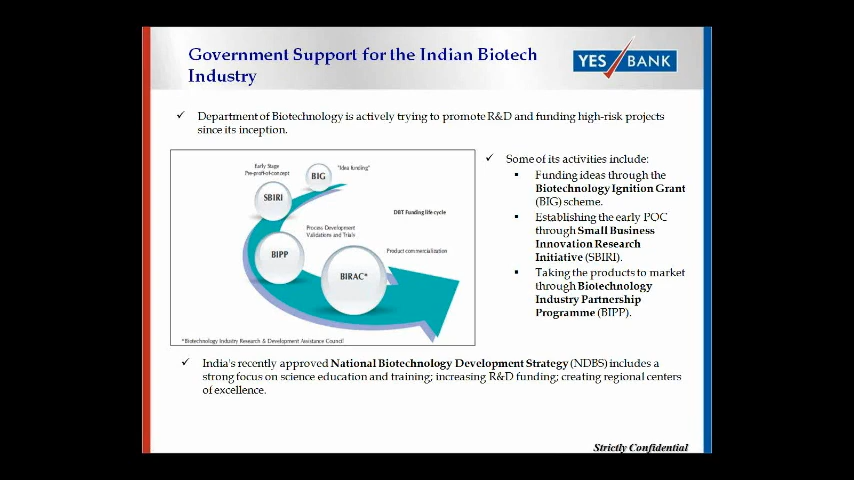 Government Support for the Indian Biotech
Industry
YES BANK
✓ Department of Biotechnology is actively trying to promote R&D and funding high-risk projects
since its inception.
Early Stage
Pre-proff-of-concept
BIG
"Idea funding"
SBIRI
DBT Funding life cycle
Process Development
Validations and Trials
BIPP
Product commercialization
BIRAC*
*Biotechnology Industry Research & Development Assistance Council
✓ Some of its activities include:
▪ Funding ideas through the
Biotechnology Ignition Grant
(BIG) scheme.
▪ Establishing the early POC
through Small Business
Innovation Research
Initiative (SBIRI).
▪ Taking the products to market
through Biotechnology
Industry Partnership
Programme (BIPP).
✓ India's recently approved National Biotechnology Development Strategy (NDBS) includes a
strong focus on science education and training; increasing R&D funding; creating regional centers
of excellence.
Strictly Confidential